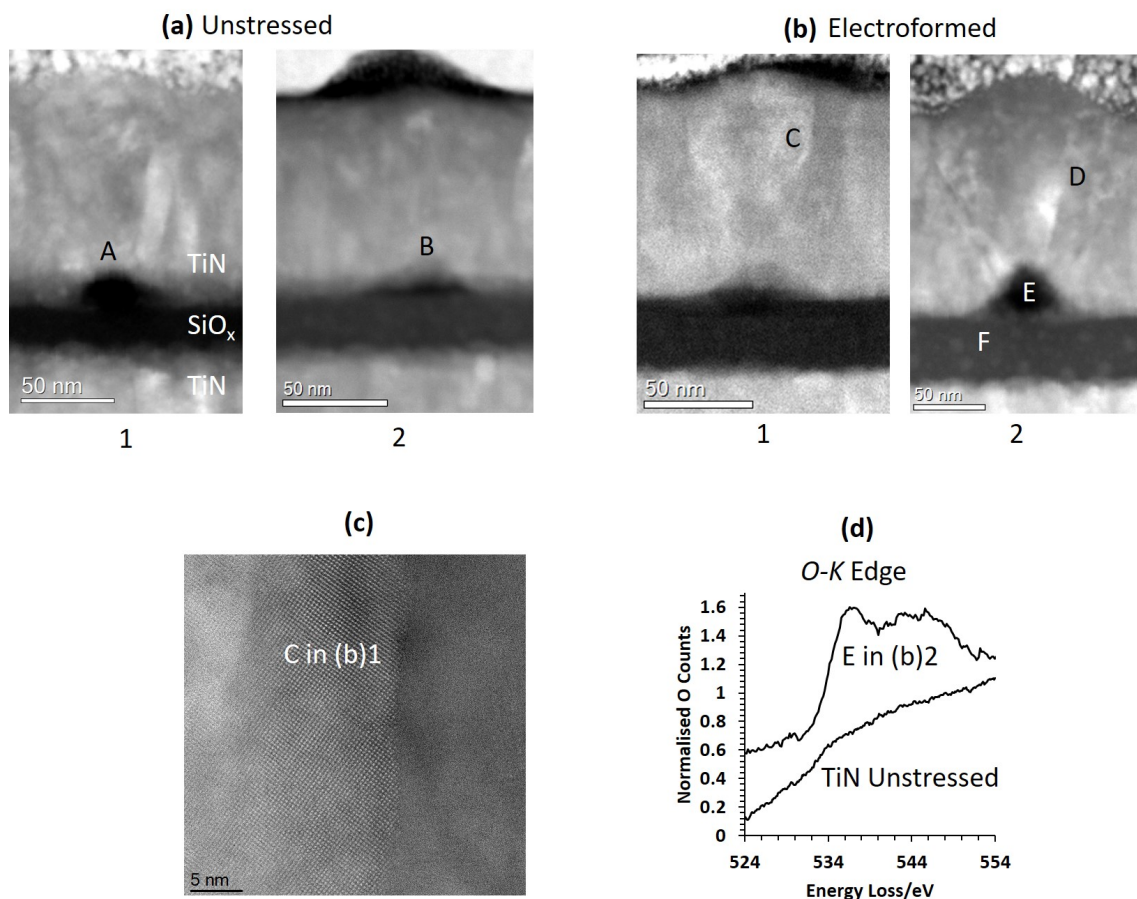 (a) Unstressed
A
TiN
SiOx
TiN
50 nm
1
B
50 nm
2
(b) Electroformed
C
50 nm
1
D
E
F
50 nm
2
(c)
C in (b)1
5 nm
(d)
O-K Edge
Normalised O Counts
1.6
1.4
1.2
1
0.8
0.6
0.4
0.2
0
E in (b)2
TiN Unstressed
524 534 544 554
Energy Loss/eV